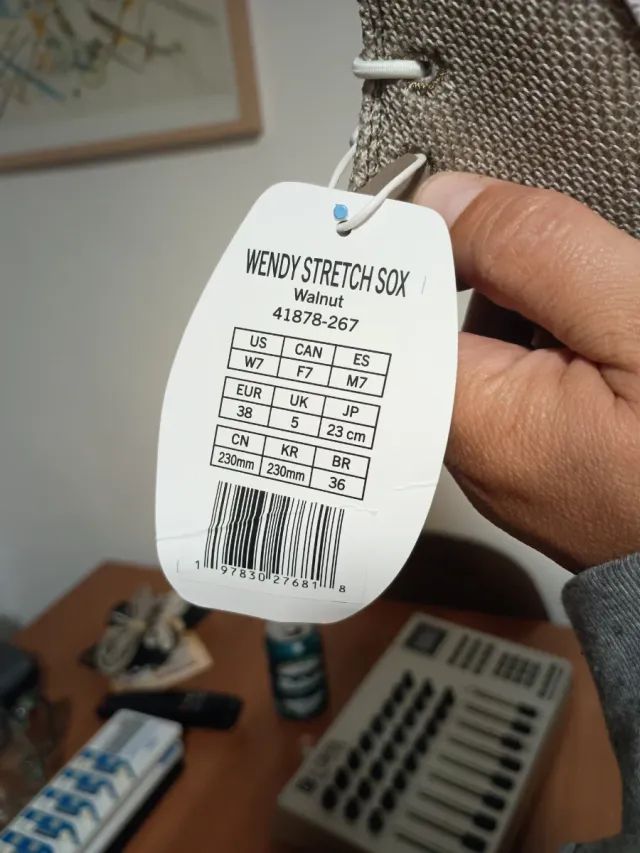 WENDY STRETCH SOX
Walnut
41878-267
US CAN ES
W7 F7 M7
EUR UK JP
38 5 23 cm
CN KR BR
230mm 230mm 36
1 97830 27681 8